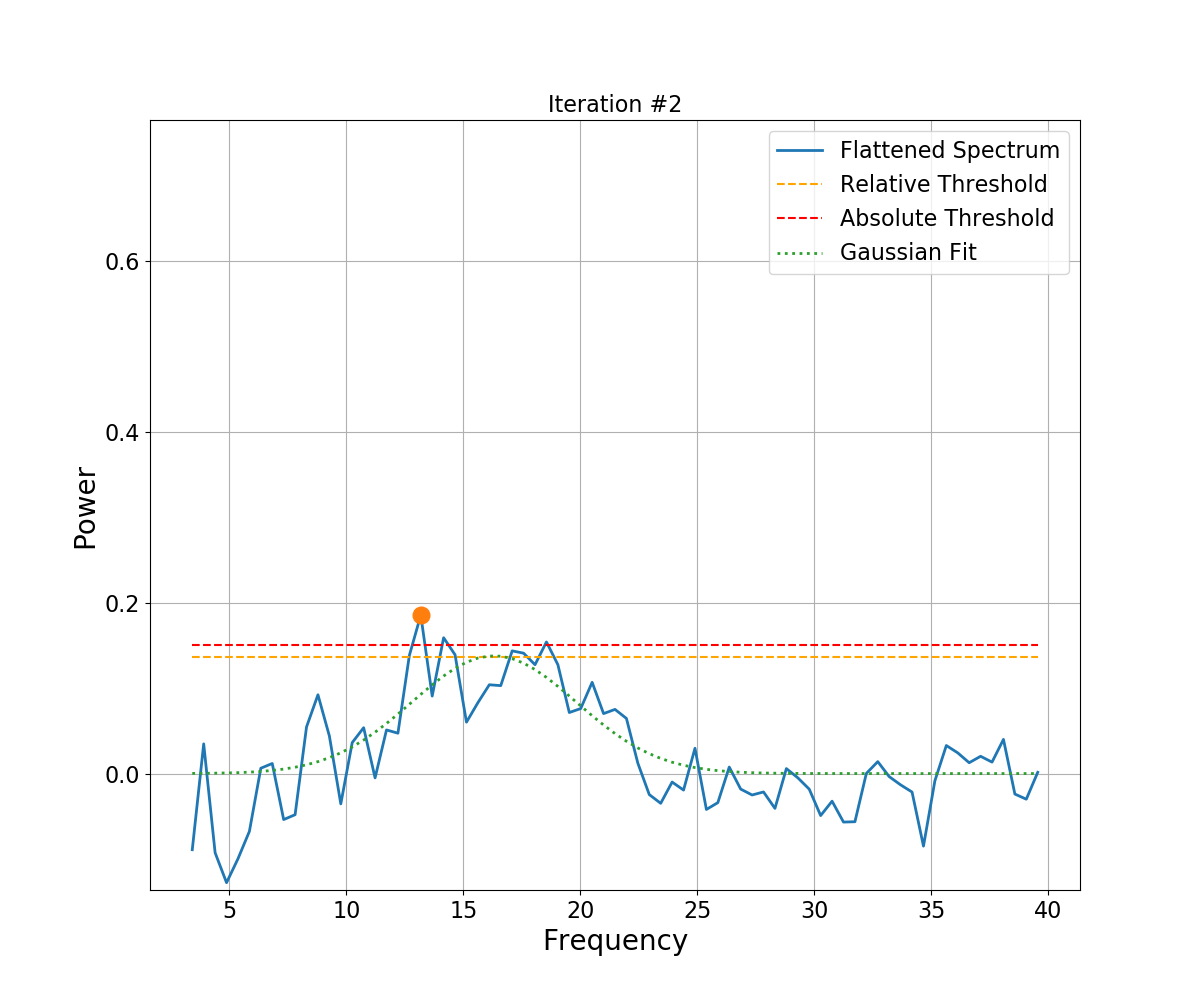 Iteration #2
Flattened Spectrum
Relative Threshold
Absolute Threshold
Gaussian Fit
0.6
0.4
0.2
0.0
Power
5 10 15 20 25 30 35 40
Frequency